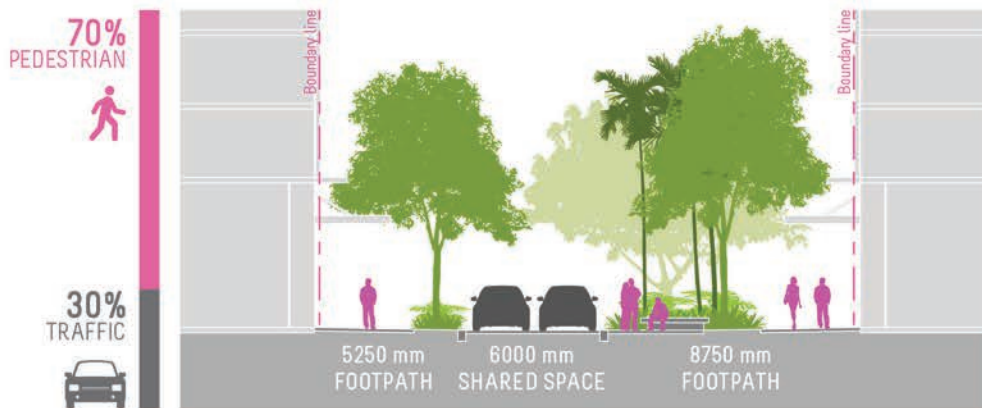 70%
PEDESTRIAN
30%
TRAFFIC
Boundary line
Boundary line
5250 mm
FOOTPATH
6000 mm
SHARED SPACE
8750 mm
FOOTPATH